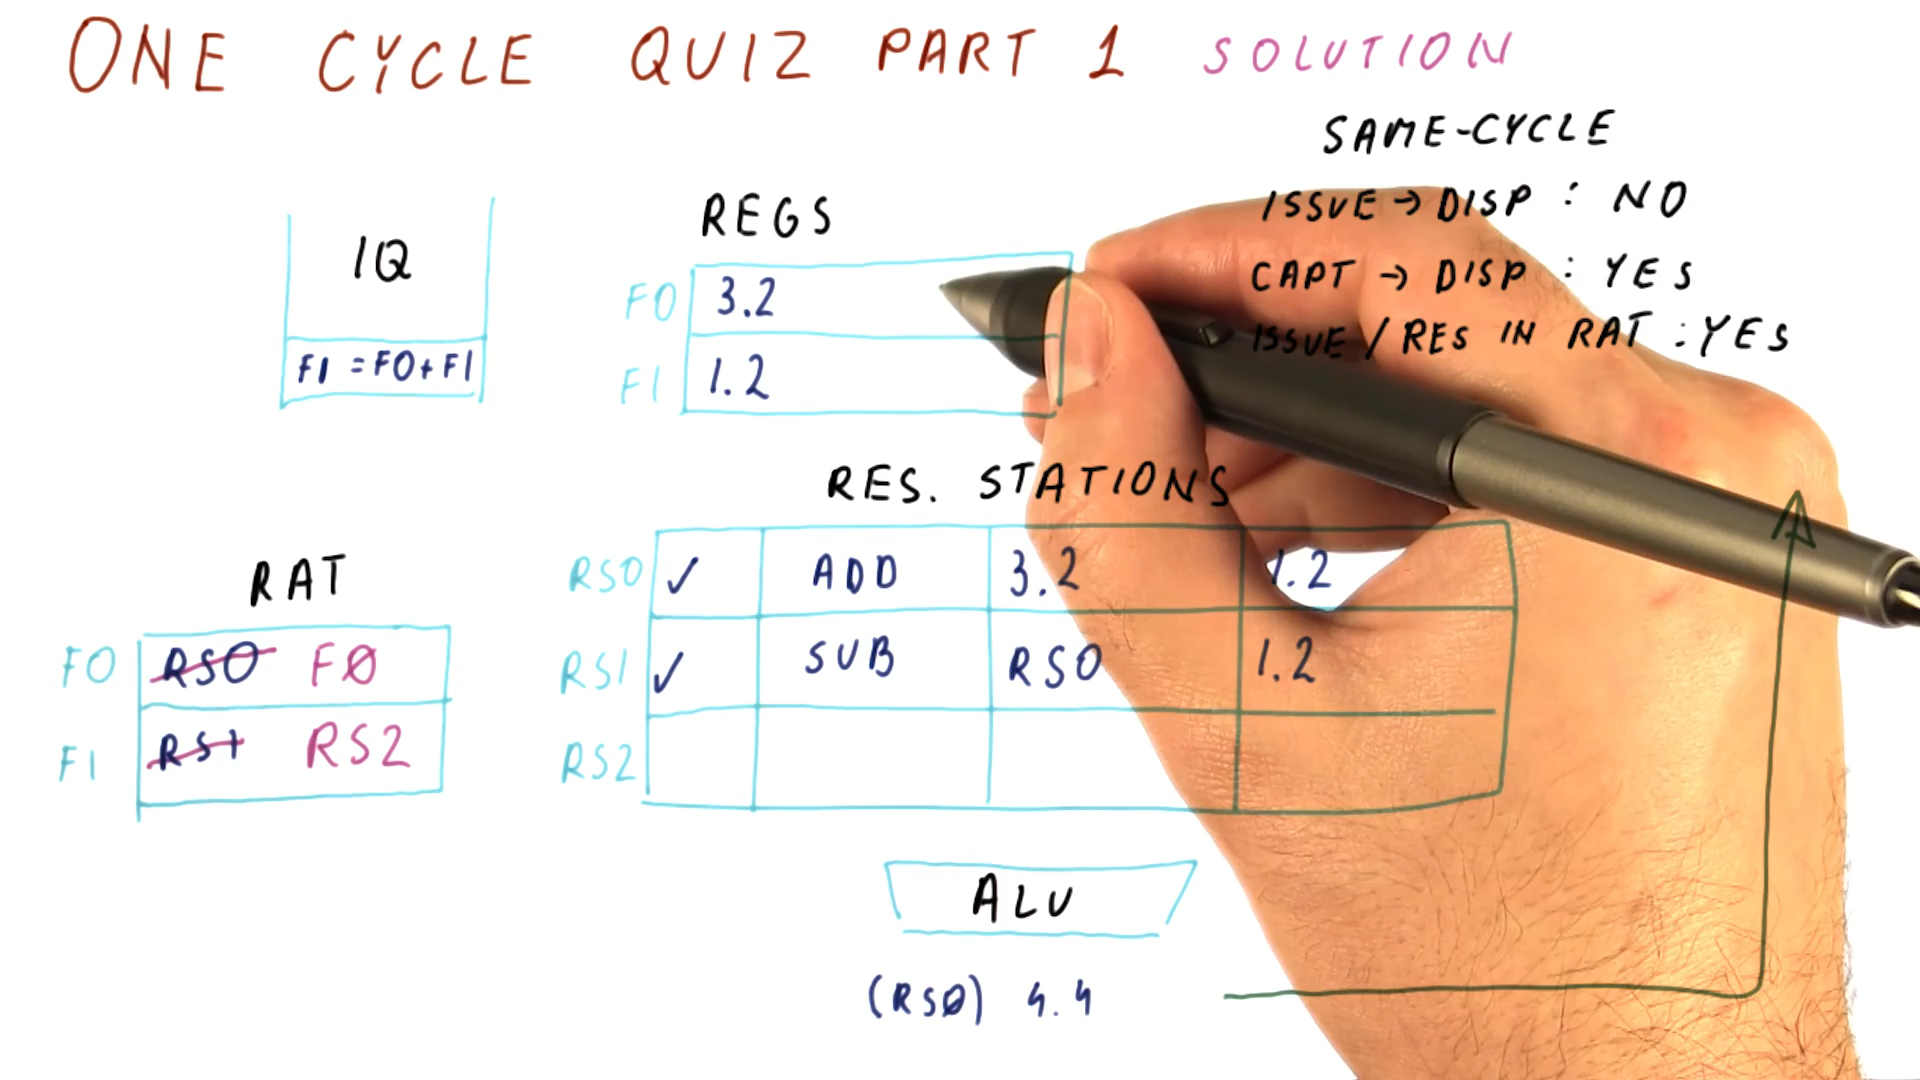 ONE CYCLE QUIZ PART 1 SOLUTION
SAME-CYCLE
ISSUE → DISP : NO
CAPT → DISP : YES
ISSUE / RES IN RAT : YES
IQ
F1 = F0 + F1
REGS
F0 3.2
F1 1.2
RES. STATIONS
RS0 ✓ ADD 3.2 1.2
RS1 ✓ SUB RS0 1.2
RS2
RAT
F0 RS0 FØ
F1 RS1 RS2
ALU
(RSØ) 4.4